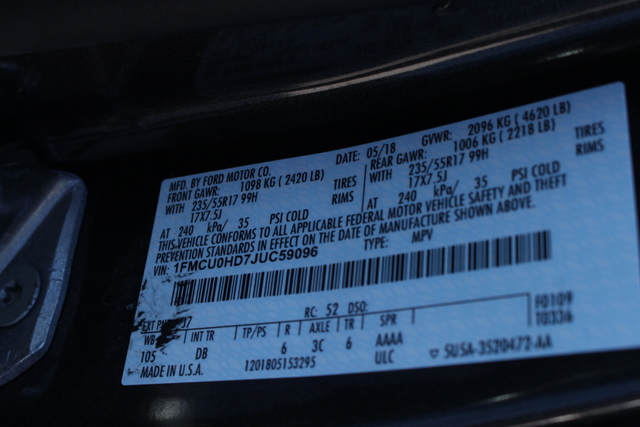 MFD. BY FORD MOTOR CO.
DATE: 05/18 GVWR: 2096 KG ( 4620 LB)
FRONT GAWR: 1098 KG ( 2420 LB) REAR GAWR: 1006 KG ( 2218 LB)
WITH 235/55R17 99H TIRES WITH 235/55R17 99H TIRES
17X7.5J RIMS 17X7.5J RIMS
AT 240 kPa/ 35 PSI COLD AT 240 kPa/ 35 PSI COLD
THIS VEHICLE CONFORMS TO ALL APPLICABLE FEDERAL MOTOR VEHICLE SAFETY AND THEFT
PREVENTION STANDARDS IN EFFECT ON THE DATE OF MANUFACTURE SHOWN ABOVE.
VIN: 1FMCU0HD7JUC59096 TYPE: MPV
F0109
RC: 52 DSO: 10336
EXT
WB INT TR TP/PS R AXLE TR SPR
105 DB 6 3C 6 AAAA
MADE IN U.S.A. 1201805153295 ULC SU5A-3520472-AA